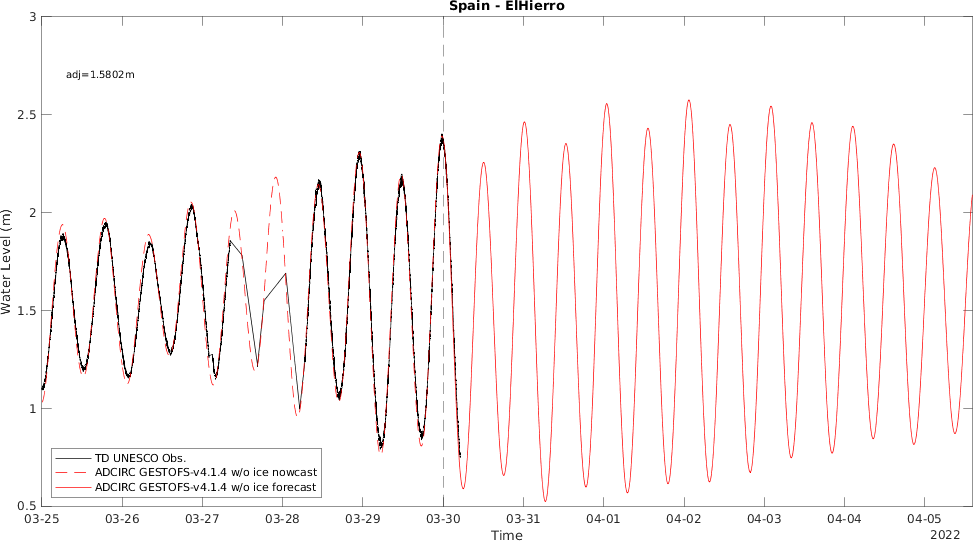 Spain - ElHierro
adj=1.5802m
Water Level (m)
3
2.5
2
1.5
1
0.5
TD UNESCO Obs.
ADCIRC GESTOFS-v4.1.4 w/o ice nowcast
ADCIRC GESTOFS-v4.1.4 w/o ice forecast
03-25 03-26 03-27 03-28 03-29 03-30 03-31 04-01 04-02 04-03 04-04 04-05
Time
2022